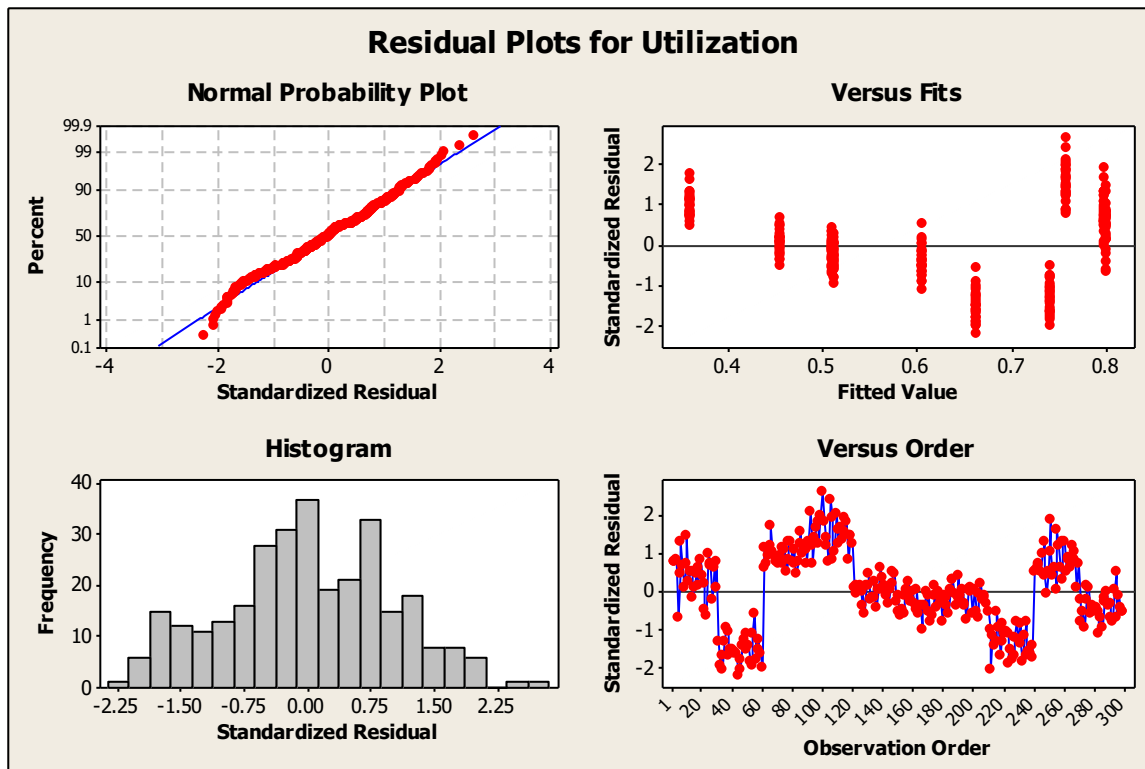 Residual Plots for Utilization
Normal Probability Plot
99.9
99
90
50
10
1
0.1
Percent
-4 -2 0 2 4
Standardized Residual
Versus Fits
2
1
0
-1
-2
Standardized Residual
0.4 0.5 0.6 0.7 0.8
Fitted Value
Histogram
40
30
20
10
0
Frequency
-2.25 -1.50 -0.75 0.00 0.75 1.50 2.25
Standardized Residual
Versus Order
2
1
0
-1
-2
Standardized Residual
1 20 40 60 80 100 120 140 160 180 200 220 240 260 280 300
Observation Order